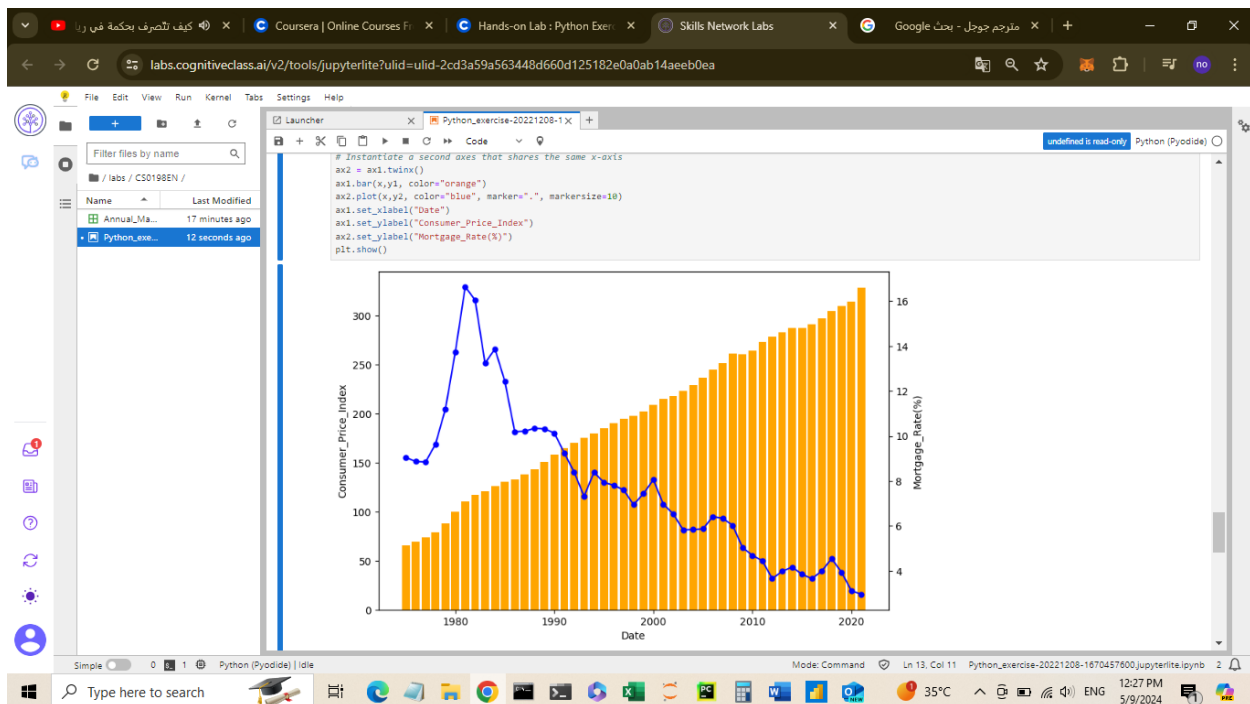 كيف تتّصرف بحكمة في ريا
Coursera | Online Courses Fr
Hands-on Lab : Python Exer
Skills Network Labs
مترجم جوجل - بحث Google
labs.cognitiveclass.ai/v2/tools/jupyterlite?ulid=ulid-2cd3a59a563448d660d125182e0a0ab14aeeb0ea
no
File Edit View Run Kernel Tabs Settings Help
Launcher
Python_exercise-20221208-1
Filter files by name
Code
undefined is read-only
Python (Pyodide)
/ labs / CS0198EN /
Name
Last Modified
Annual_Ma...
17 minutes ago
Python_exe...
12 seconds ago
# Instantiate a second axes that shares the same x-axis
ax2 = ax1.twinx()
ax1.bar(x,y1, color="orange")
ax2.plot(x,y2, color="blue", marker=".", markersize=10)
ax1.set_xlabel("Date")
ax1.set_ylabel("Consumer_Price_Index")
ax2.set_ylabel("Mortgage_Rate(%)")
plt.show()
Consumer_Price_Index
300
250
200
150
100
50
0
1980 1990 2000 2010 2020
Date
16
14
12
10
8
6
4
Mortgage_Rate(%)
1
Simple
0
1
Python (Pyodide) | Idle
Mode: Command
Ln 13, Col 11
Python_exercise-20221208-1670457600.jupyterlite.ipynb
2
Type here to search
35°C
ENG
12:27 PM
5/9/2024